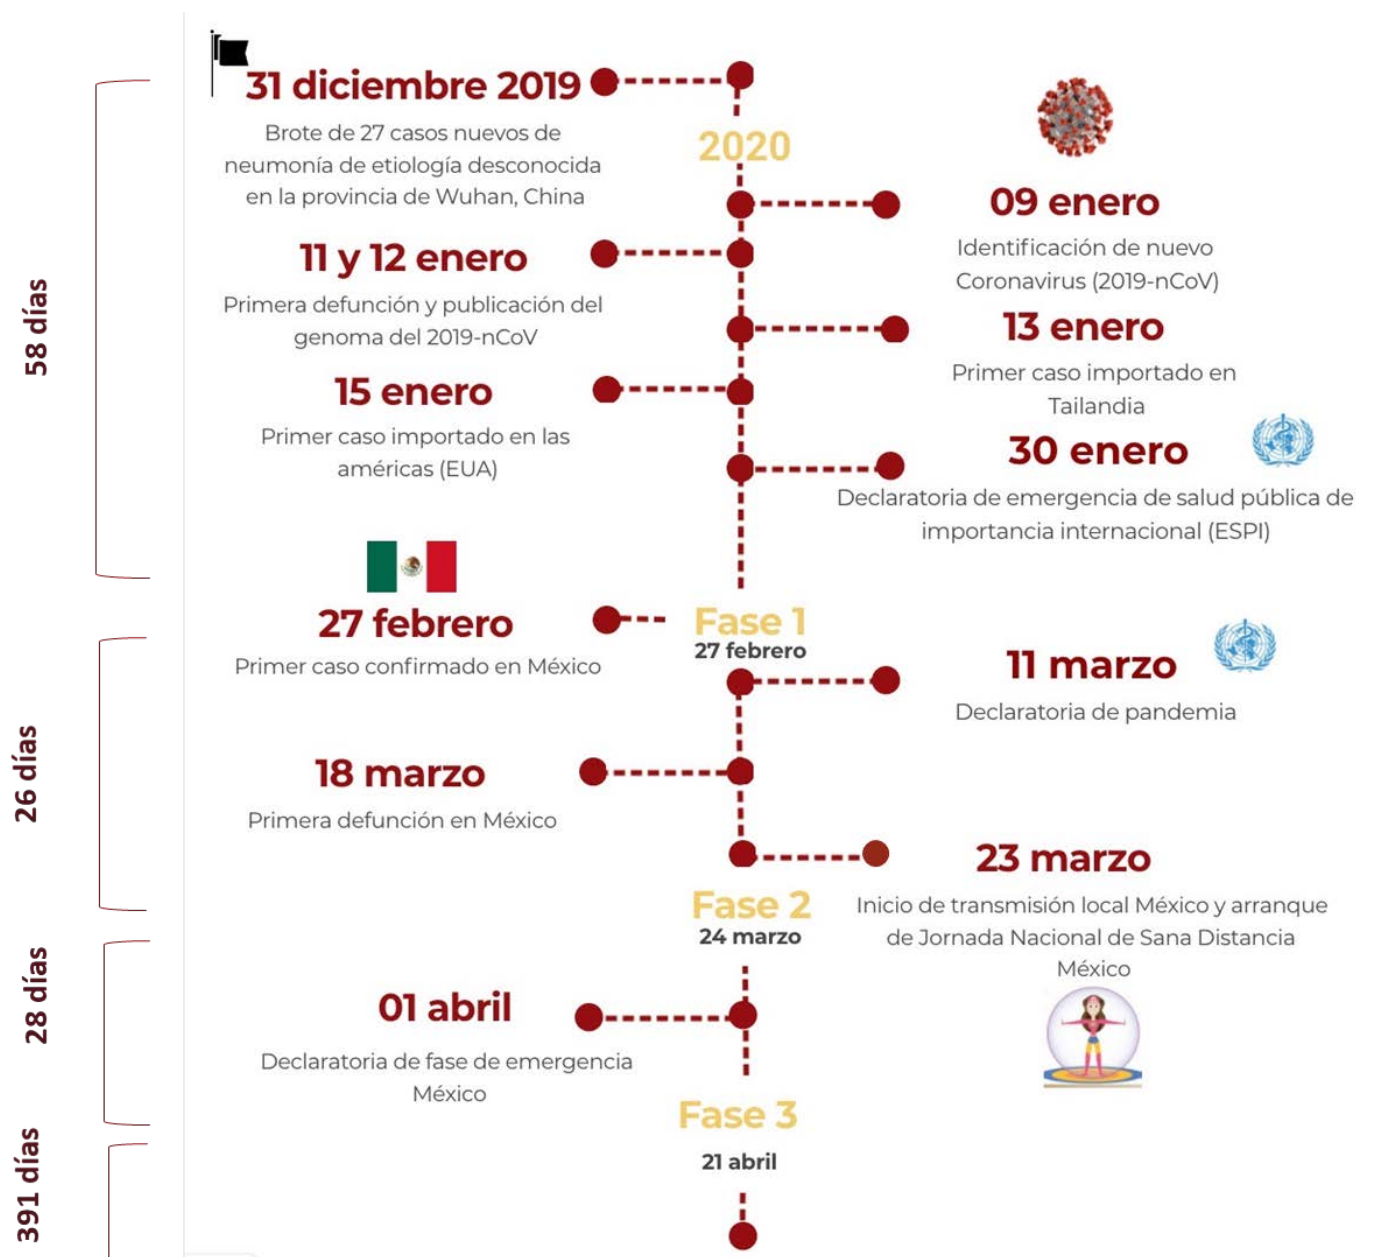 31 diciembre 2019
Brote de 27 casos nuevos de
neumonía de etiología desconocida
en la provincia de Wuhan, China
2020
09 enero
Identificación de nuevo
Coronavirus (2019-nCoV)
11 y 12 enero
Primera defunción y publicación del
genoma del 2019-nCoV
13 enero
Primer caso importado en
Tailandia
15 enero
Primer caso importado en las
américas (EUA)
30 enero
Declaratoria de emergencia de salud pública de
importancia internacional (ESPI)
58 días
27 febrero
Primer caso confirmado en México
Fase 1
27 febrero
11 marzo
Declaratoria de pandemia
18 marzo
Primera defunción en México
26 días
23 marzo
Inicio de transmisión local México y arranque
de Jornada Nacional de Sana Distancia
México
Fase 2
24 marzo
28 días
01 abril
Declaratoria de fase de emergencia
México
Fase 3
21 abril
391 días